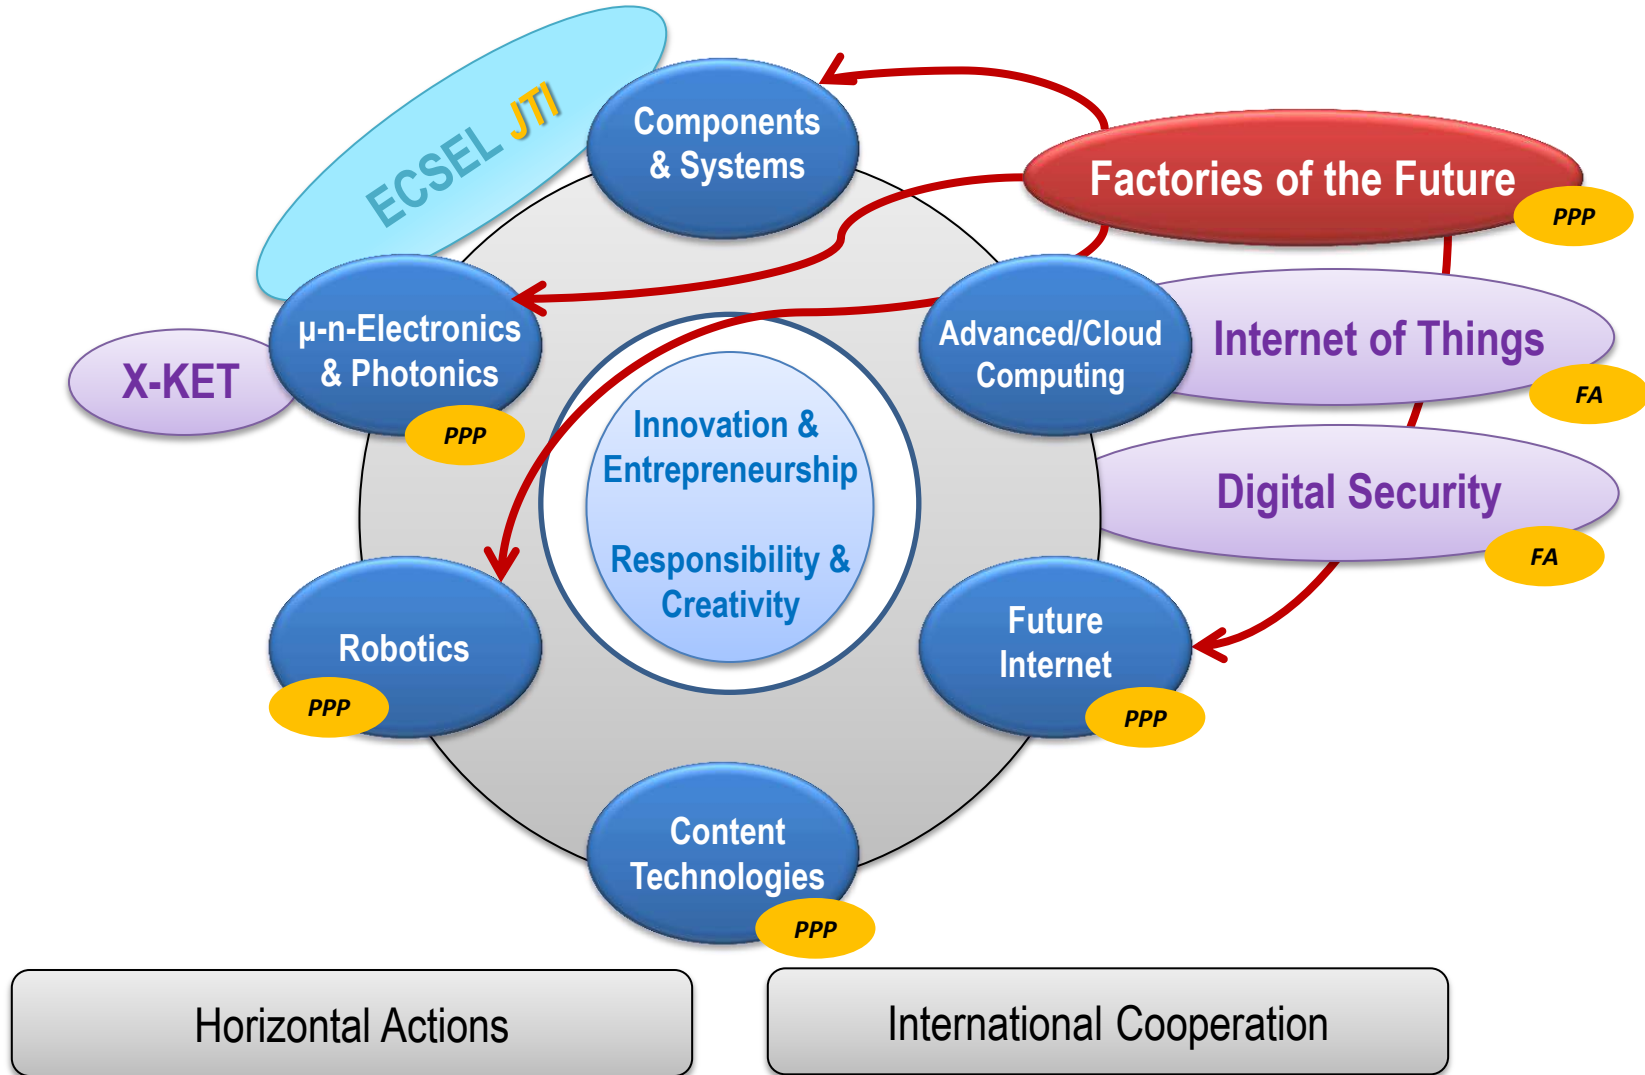 ECSEL JTI
Components
& Systems
Factories of the Future
PPP
µ-n-Electronics
& Photonics
PPP
X-KET
Advanced/Cloud
Computing
Internet of Things
FA
Innovation &
Entrepreneurship
Responsibility &
Creativity
Digital Security
FA
Robotics
PPP
Future
Internet
PPP
Content
Technologies
PPP
Horizontal Actions
International Cooperation